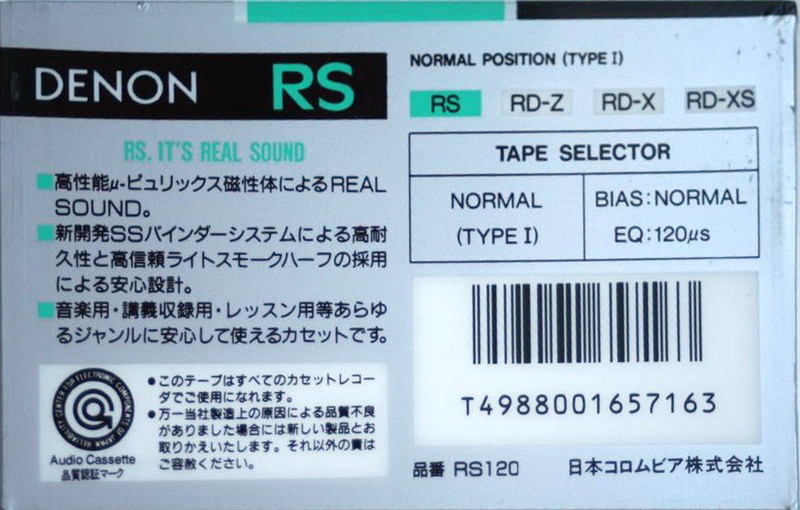 DENON RS
RS. IT'S REAL SOUND
■高性能μ-ピュリックス磁性体によるREAL
SOUND。
■新開発SSバインダーシステムによる高耐
久性と高信頼ライトスモークハーフの採用
による安心設計。
■音楽用・講義収録用・レッスン用等あらゆ
るジャンルに安心して使えるカセットです。
RELIABILITY CENTER FOR ELECTRONIC COMPONENTS OF JAPAN
Audio Cassette
品質認証マーク
●このテープはすべてのカセットレコー
ダでご使用になれます。
●万一当社製造上の原因による品質不良
がありました場合には新しい製品とお
取りかえいたします。それ以外の責は
ご容赦ください。
NORMAL POSITION (TYPE I)
RS RD-Z RD-X RD-XS
TAPE SELECTOR
NORMAL
(TYPE I)
BIAS:NORMAL
EQ:120μs
T4988001657163
品番 RS120 日本コロムビア株式会社